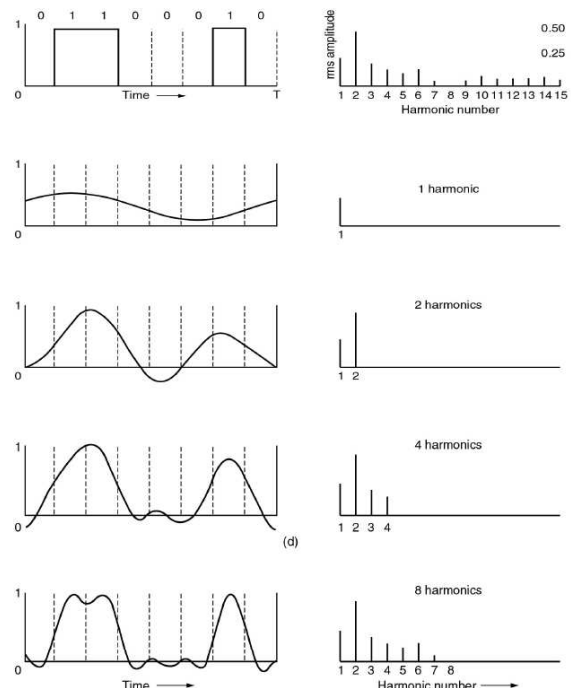 0 1 1 0 0 0 1 0
1
0
Time
T
rms amplitude
0.50
0.25
1 2 3 4 5 6 7 8 9 10 11 12 13 14 15
Harmonic number
1
0
1 harmonic
1
1
0
2 harmonics
1 2
1
0
4 harmonics
1 2 3 4
(d)
1
0
Time
8 harmonics
1 2 3 4 5 6 7 8
Harmonic number